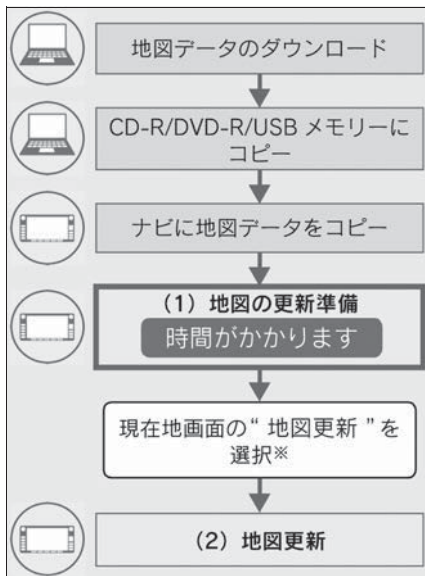 地図データのダウンロード
CD-R/DVD-R/USB メモリーに
コピー
ナビに地図データをコピー
(1) 地図の更新準備
時間がかかります
現在地画面の“ 地図更新 ”を
選択※
(2) 地図更新